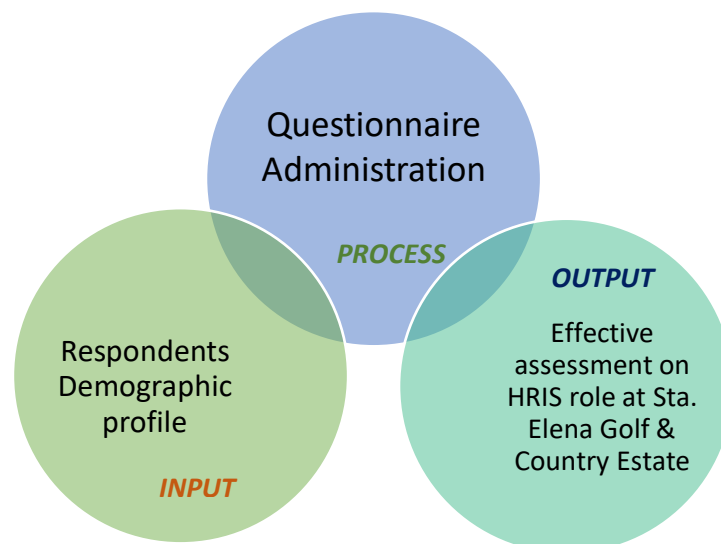 Questionnaire
Administration
PROCESS
Respondents
Demographic
profile
INPUT
OUTPUT
Effective
assessment on
HRIS role at Sta.
Elena Golf &
Country Estate